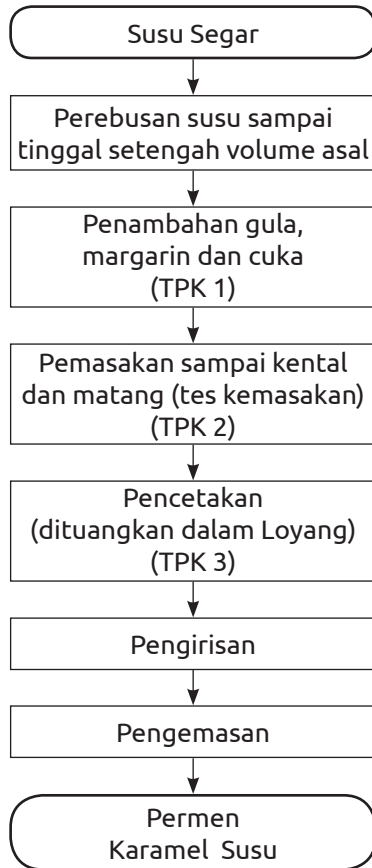 Susu Segar
Perebusan susu sampai
tinggal setengah volume asal
Penambahan gula,
margarin dan cuka
(TPK 1)
Pemasakan sampai kental
dan matang (tes kemasakan)
(TPK 2)
Pencetakan
(dituangkan dalam Loyang)
(TPK 3)
Pengirisan
Pengemasan
Permen
Karamel Susu